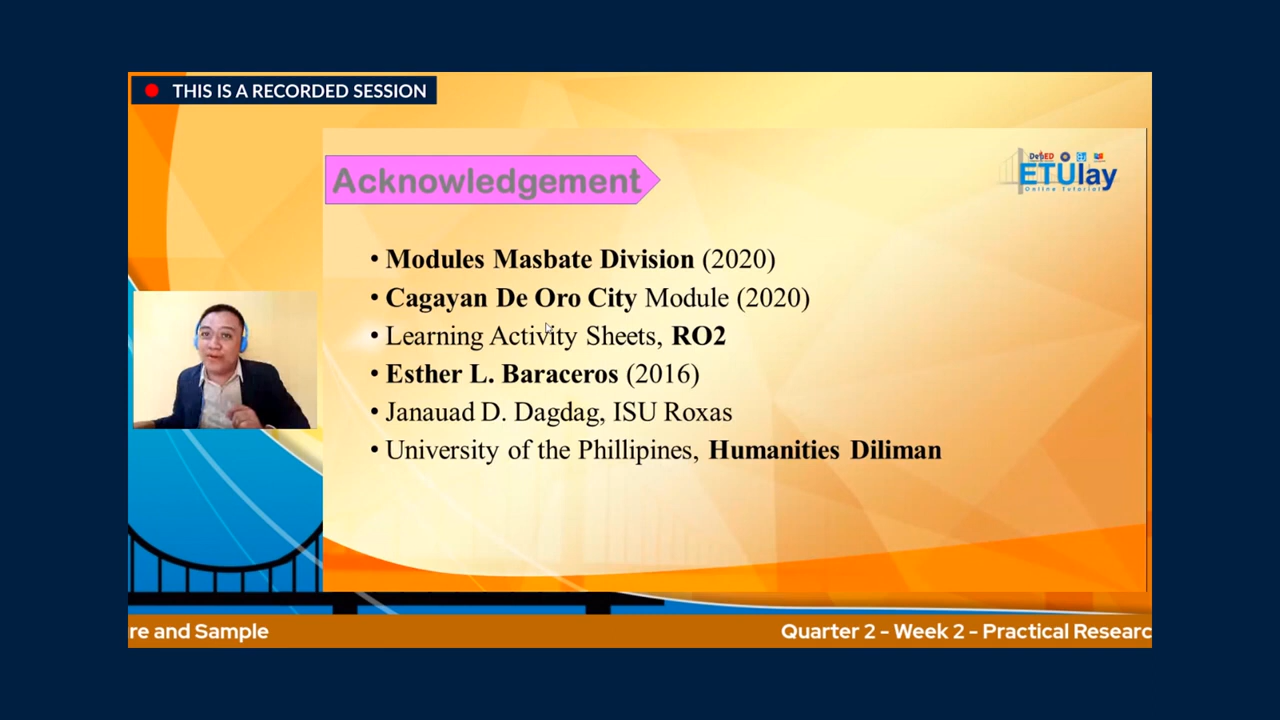 THIS IS A RECORDED SESSION
Acknowledgement
DepED
ETUlay
Online Tutorial
• Modules Masbate Division (2020)
• Cagayan De Oro City Module (2020)
• Learning Activity Sheets, RO2
• Esther L. Baraceros (2016)
• Janauad D. Dagdag, ISU Roxas
• University of the Phillipines, Humanities Diliman
re and Sample
Quarter 2 - Week 2 - Practical Researc